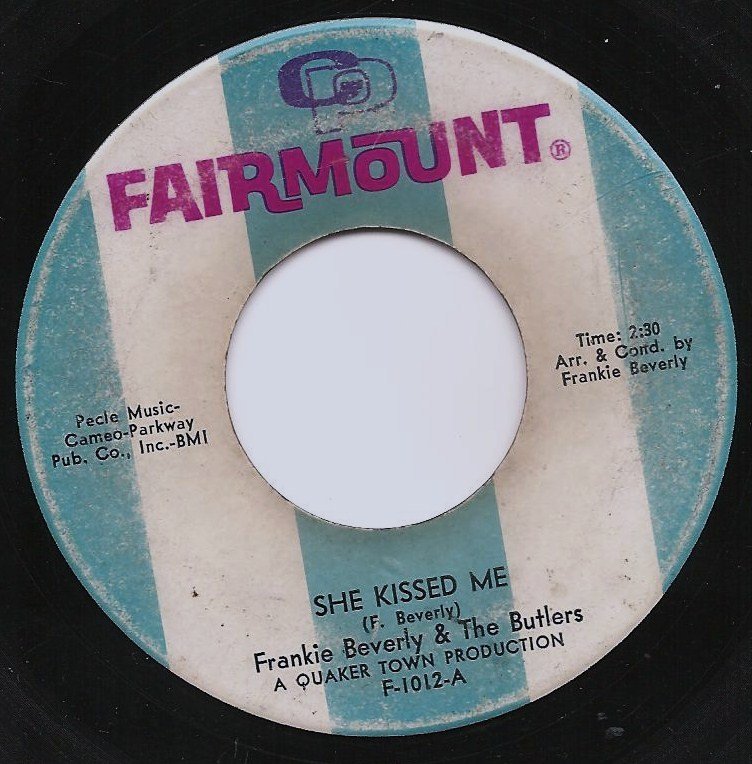 FAIRMOUNT®
Time: 2:30
Arr. & Cond. by
Frankie Beverly
Pecle Music-
Cameo-Parkway
Pub. Co., Inc.-BMI
SHE KISSED ME
(F. Beverly)
Frankie Beverly & The Butlers
A QUAKER TOWN PRODUCTION
F-1012-A